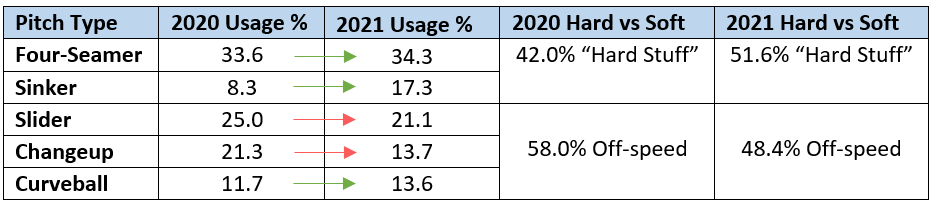 Pitch Type 2020 Usage % 2021 Usage % 2020 Hard vs Soft 2021 Hard vs Soft
Four-Seamer 33.6 34.3 42.0% “Hard Stuff” 51.6% “Hard Stuff”
Sinker 8.3 17.3
Slider 25.0 21.1
Changeup 21.3 13.7 58.0% Off-speed 48.4% Off-speed
Curveball 11.7 13.6